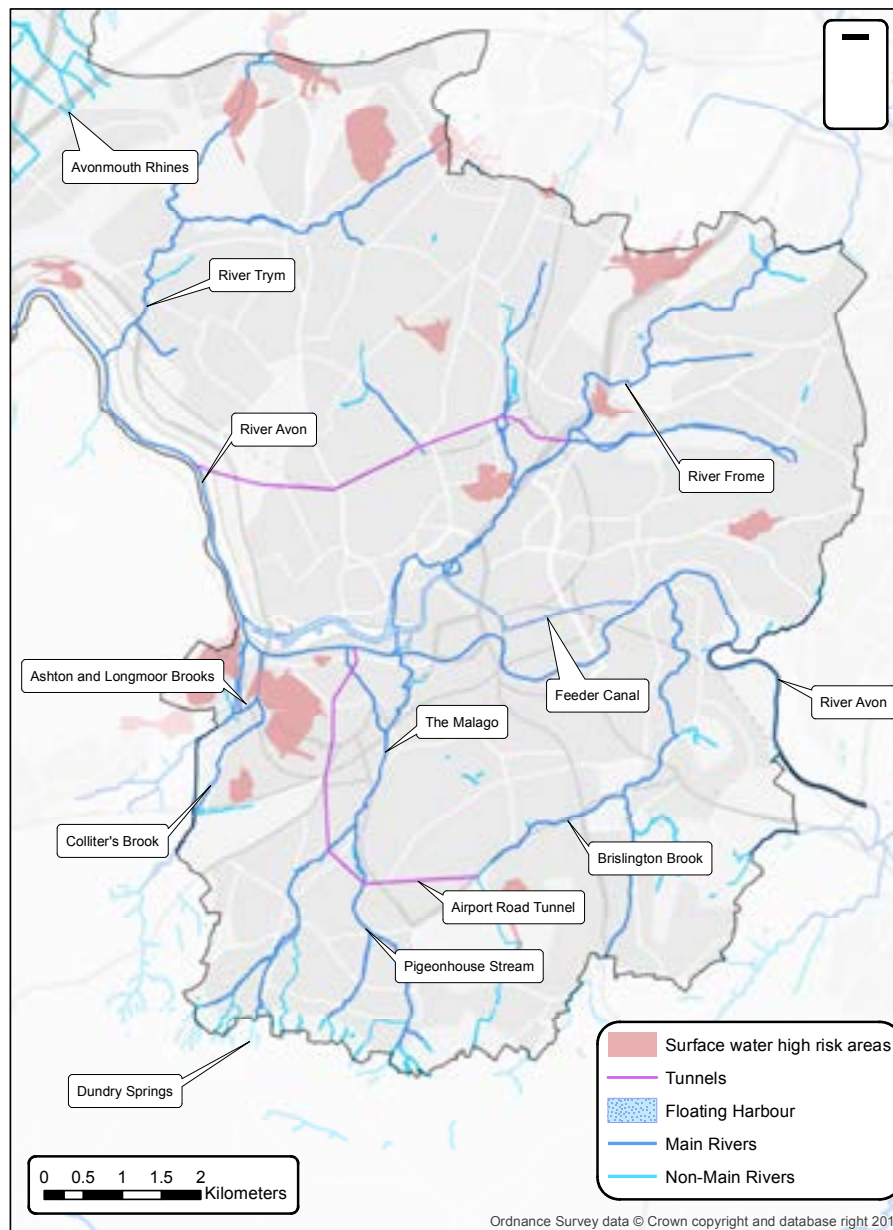 Avonmouth Rhines
River Trym
River Avon
River Frome
Ashton and Longmoor Brooks
Feeder Canal
River Avon
The Malago
Colliter's Brook
Brislington Brook
Airport Road Tunnel
Pigeonhouse Stream
Dundry Springs
Surface water high risk areas
Tunnels
Floating Harbour
Main Rivers
Non-Main Rivers
0 0.5 1 1.5 2
Kilometers
Ordnance Survey data © Crown copyright and database right 201